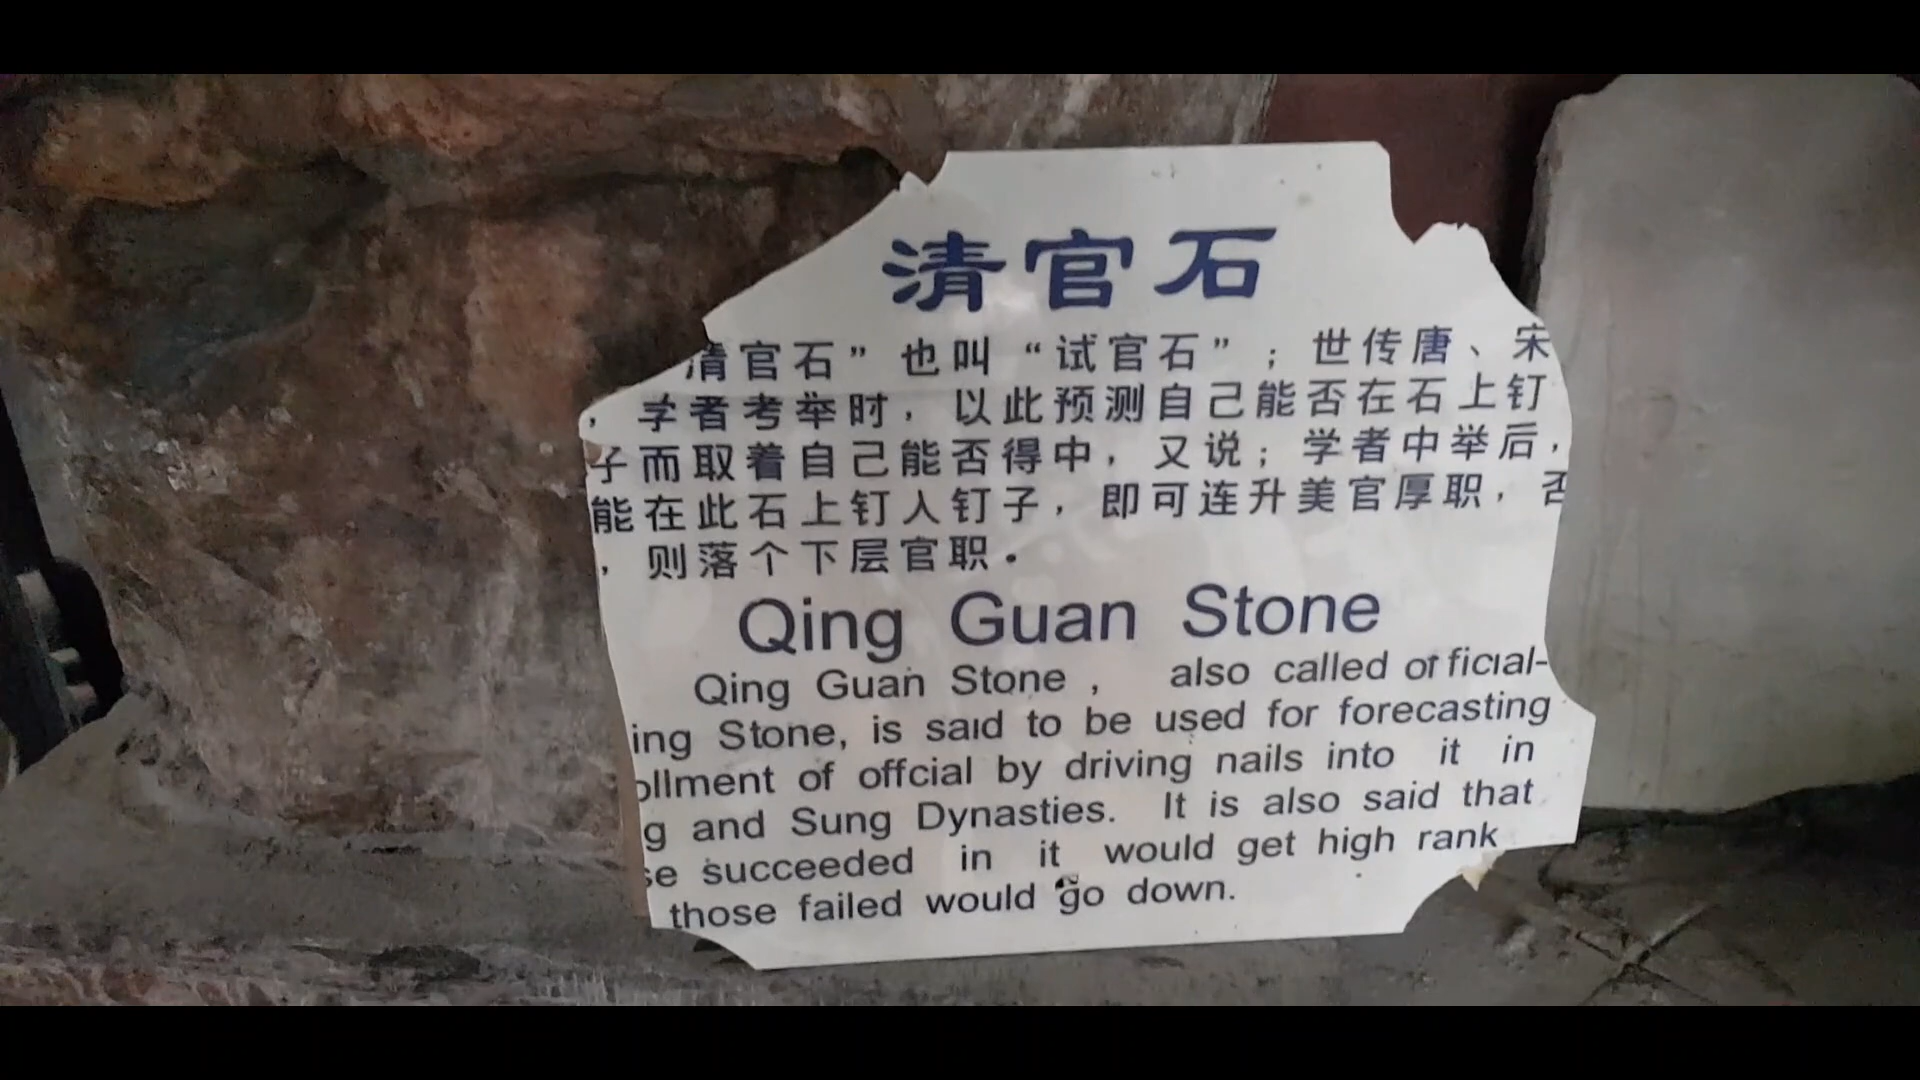 清官石
清官石”也叫“试官石”；世传唐、宋
，学者考举时，以此预测自己能否在石上钉
子而取着自己能否得中，又说；学者中举后，
能在此石上钉人钉子，即可连升美官厚职，否
，则落个下层官职。
Qing Guan Stone
Qing Guan Stone , also called official-
ing Stone, is said to be used for forecasting
ollment of offcial by driving nails into it in
g and Sung Dynasties. It is also said that
se succeeded in it would get high rank
those failed would go down.